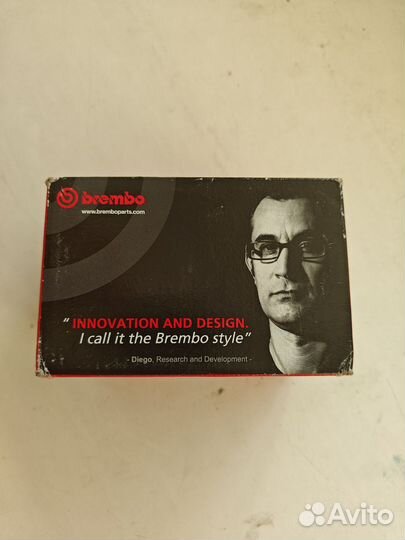 brembo
www.bremboparts.com
" INNOVATION AND DESIGN.
I call it the Brembo style"
- Diego, Research and Development -
Avito